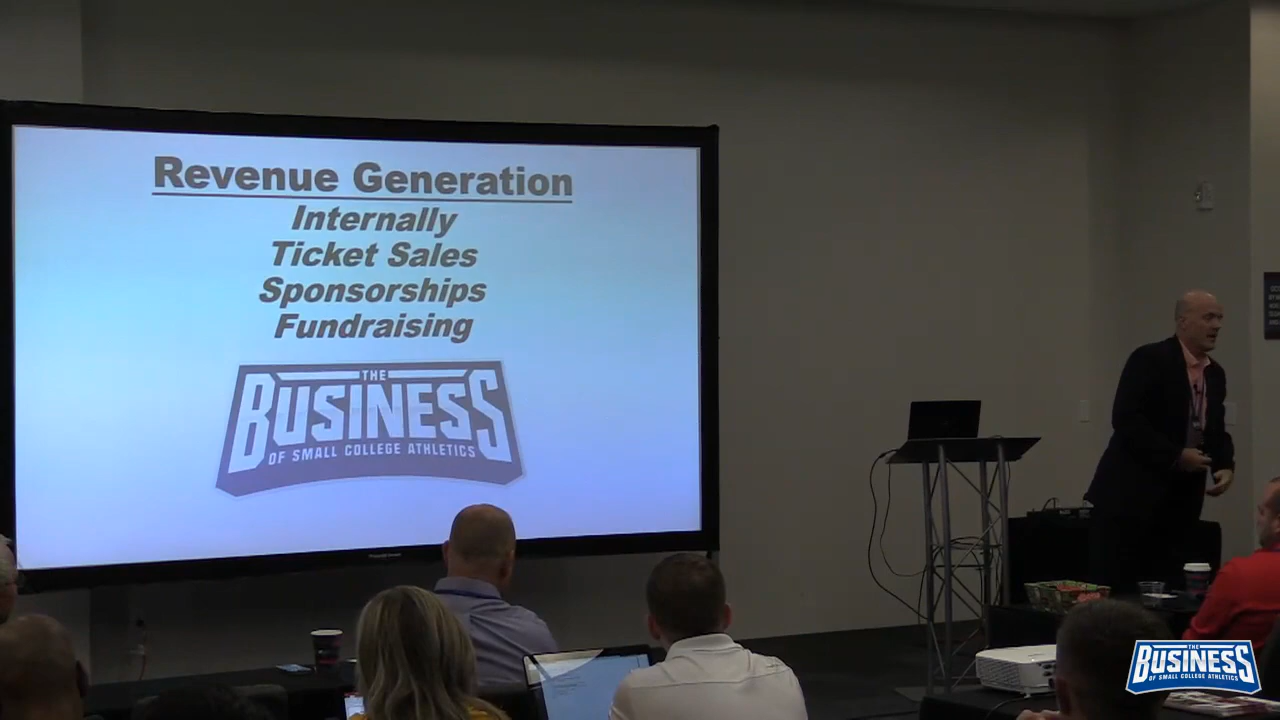 Revenue Generation
Internally
Ticket Sales
Sponsorships
Fundraising
THE
BUSINESS
OF SMALL COLLEGE ATHLETICS
THE
BUSINESS
OF SMALL COLLEGE ATHLETICS